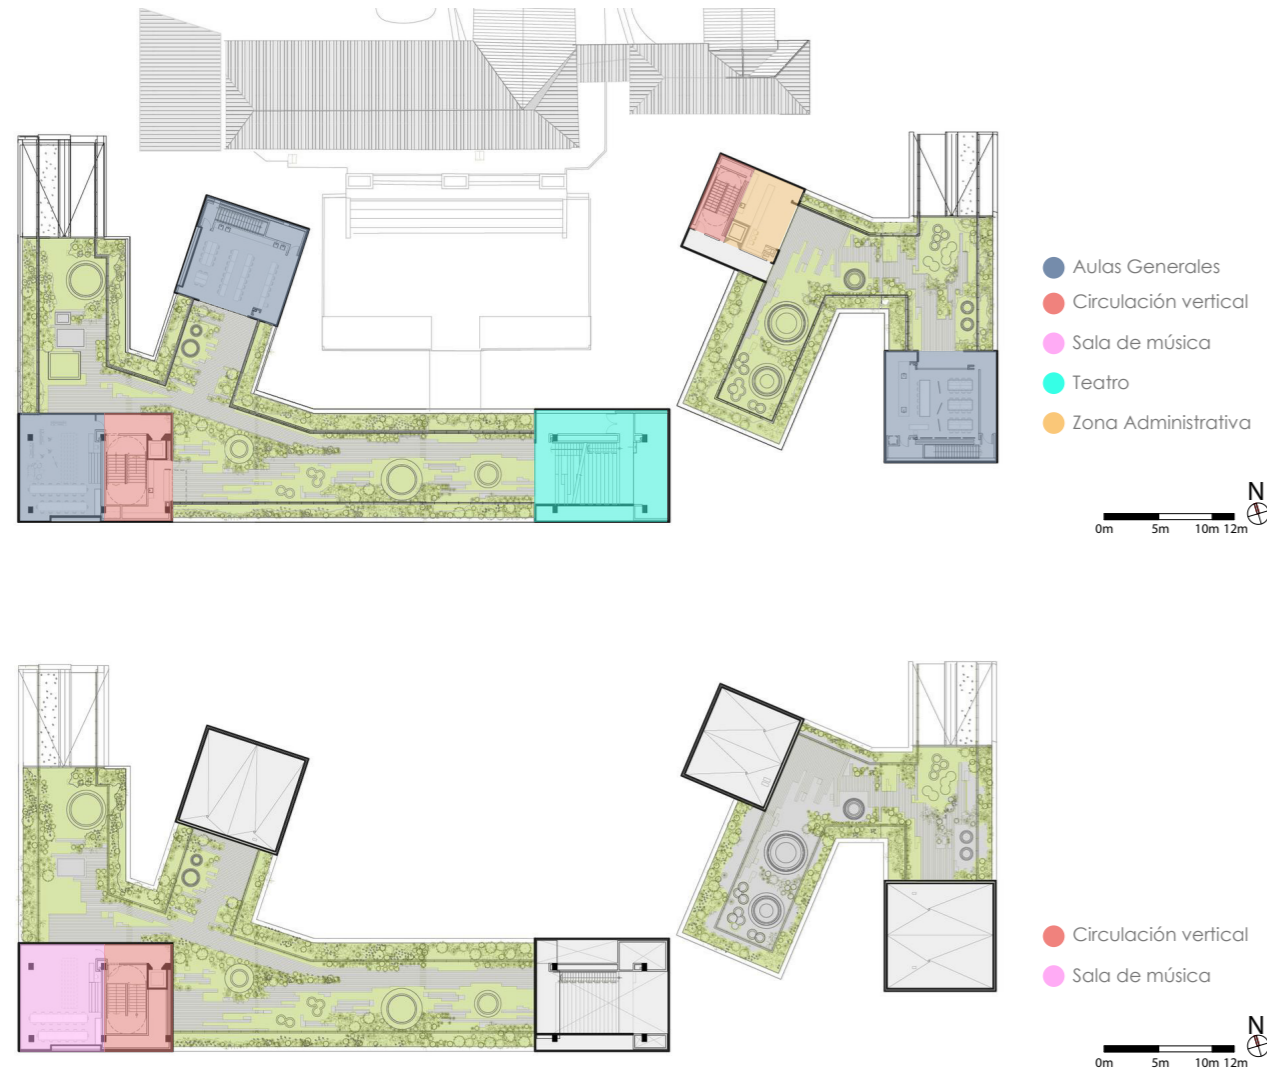 Aulas Generales
Circulación vertical
Sala de música
Teatro
Zona Administrativa
N
0m 5m 10m 12m
Circulación vertical
Sala de música
N
0m 5m 10m 12m